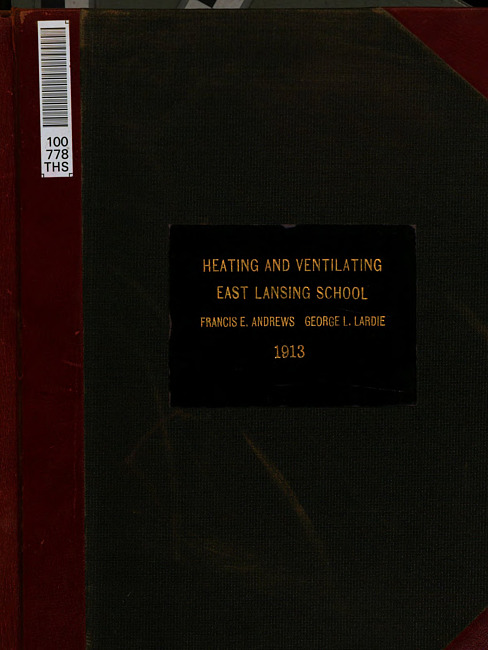 100
778
THS
HEATING AND VENTILATING
EAST LANSING SCHOOL
FRANCIS E. ANDREWS GEORGE L. LARDIE
1913